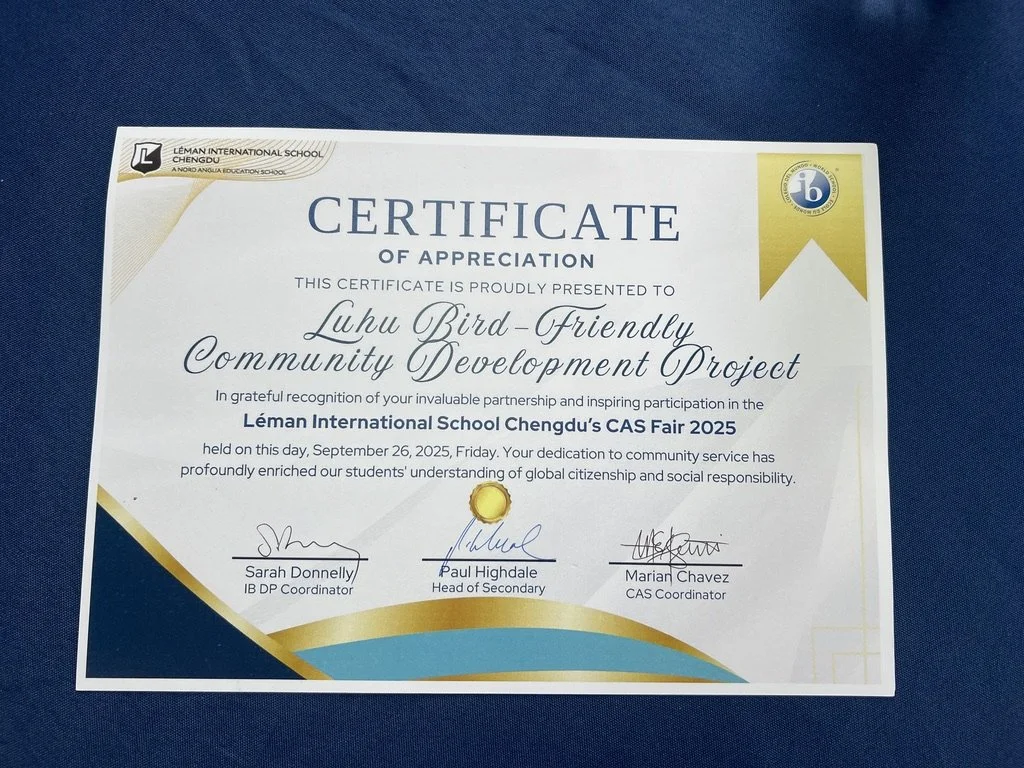 LÉMAN INTERNATIONAL SCHOOL
CHENGDU
A NORD ANGLIA EDUCATION SCHOOL
ib
CERTIFICATE
OF APPRECIATION
THIS CERTIFICATE IS PROUDLY PRESENTED TO
Luhu Bird-Friendly
Community Development Project
In grateful recognition of your invaluable partnership and inspiring participation in the
Léman International School Chengdu's CAS Fair 2025
held on this day, September 26, 2025, Friday. Your dedication to community service has
profoundly enriched our students' understanding of global citizenship and social responsibility.
Sarah Donnelly
IB DP Coordinator
Paul Highdale
Head of Secondary
Marian Chavez
CAS Coordinator